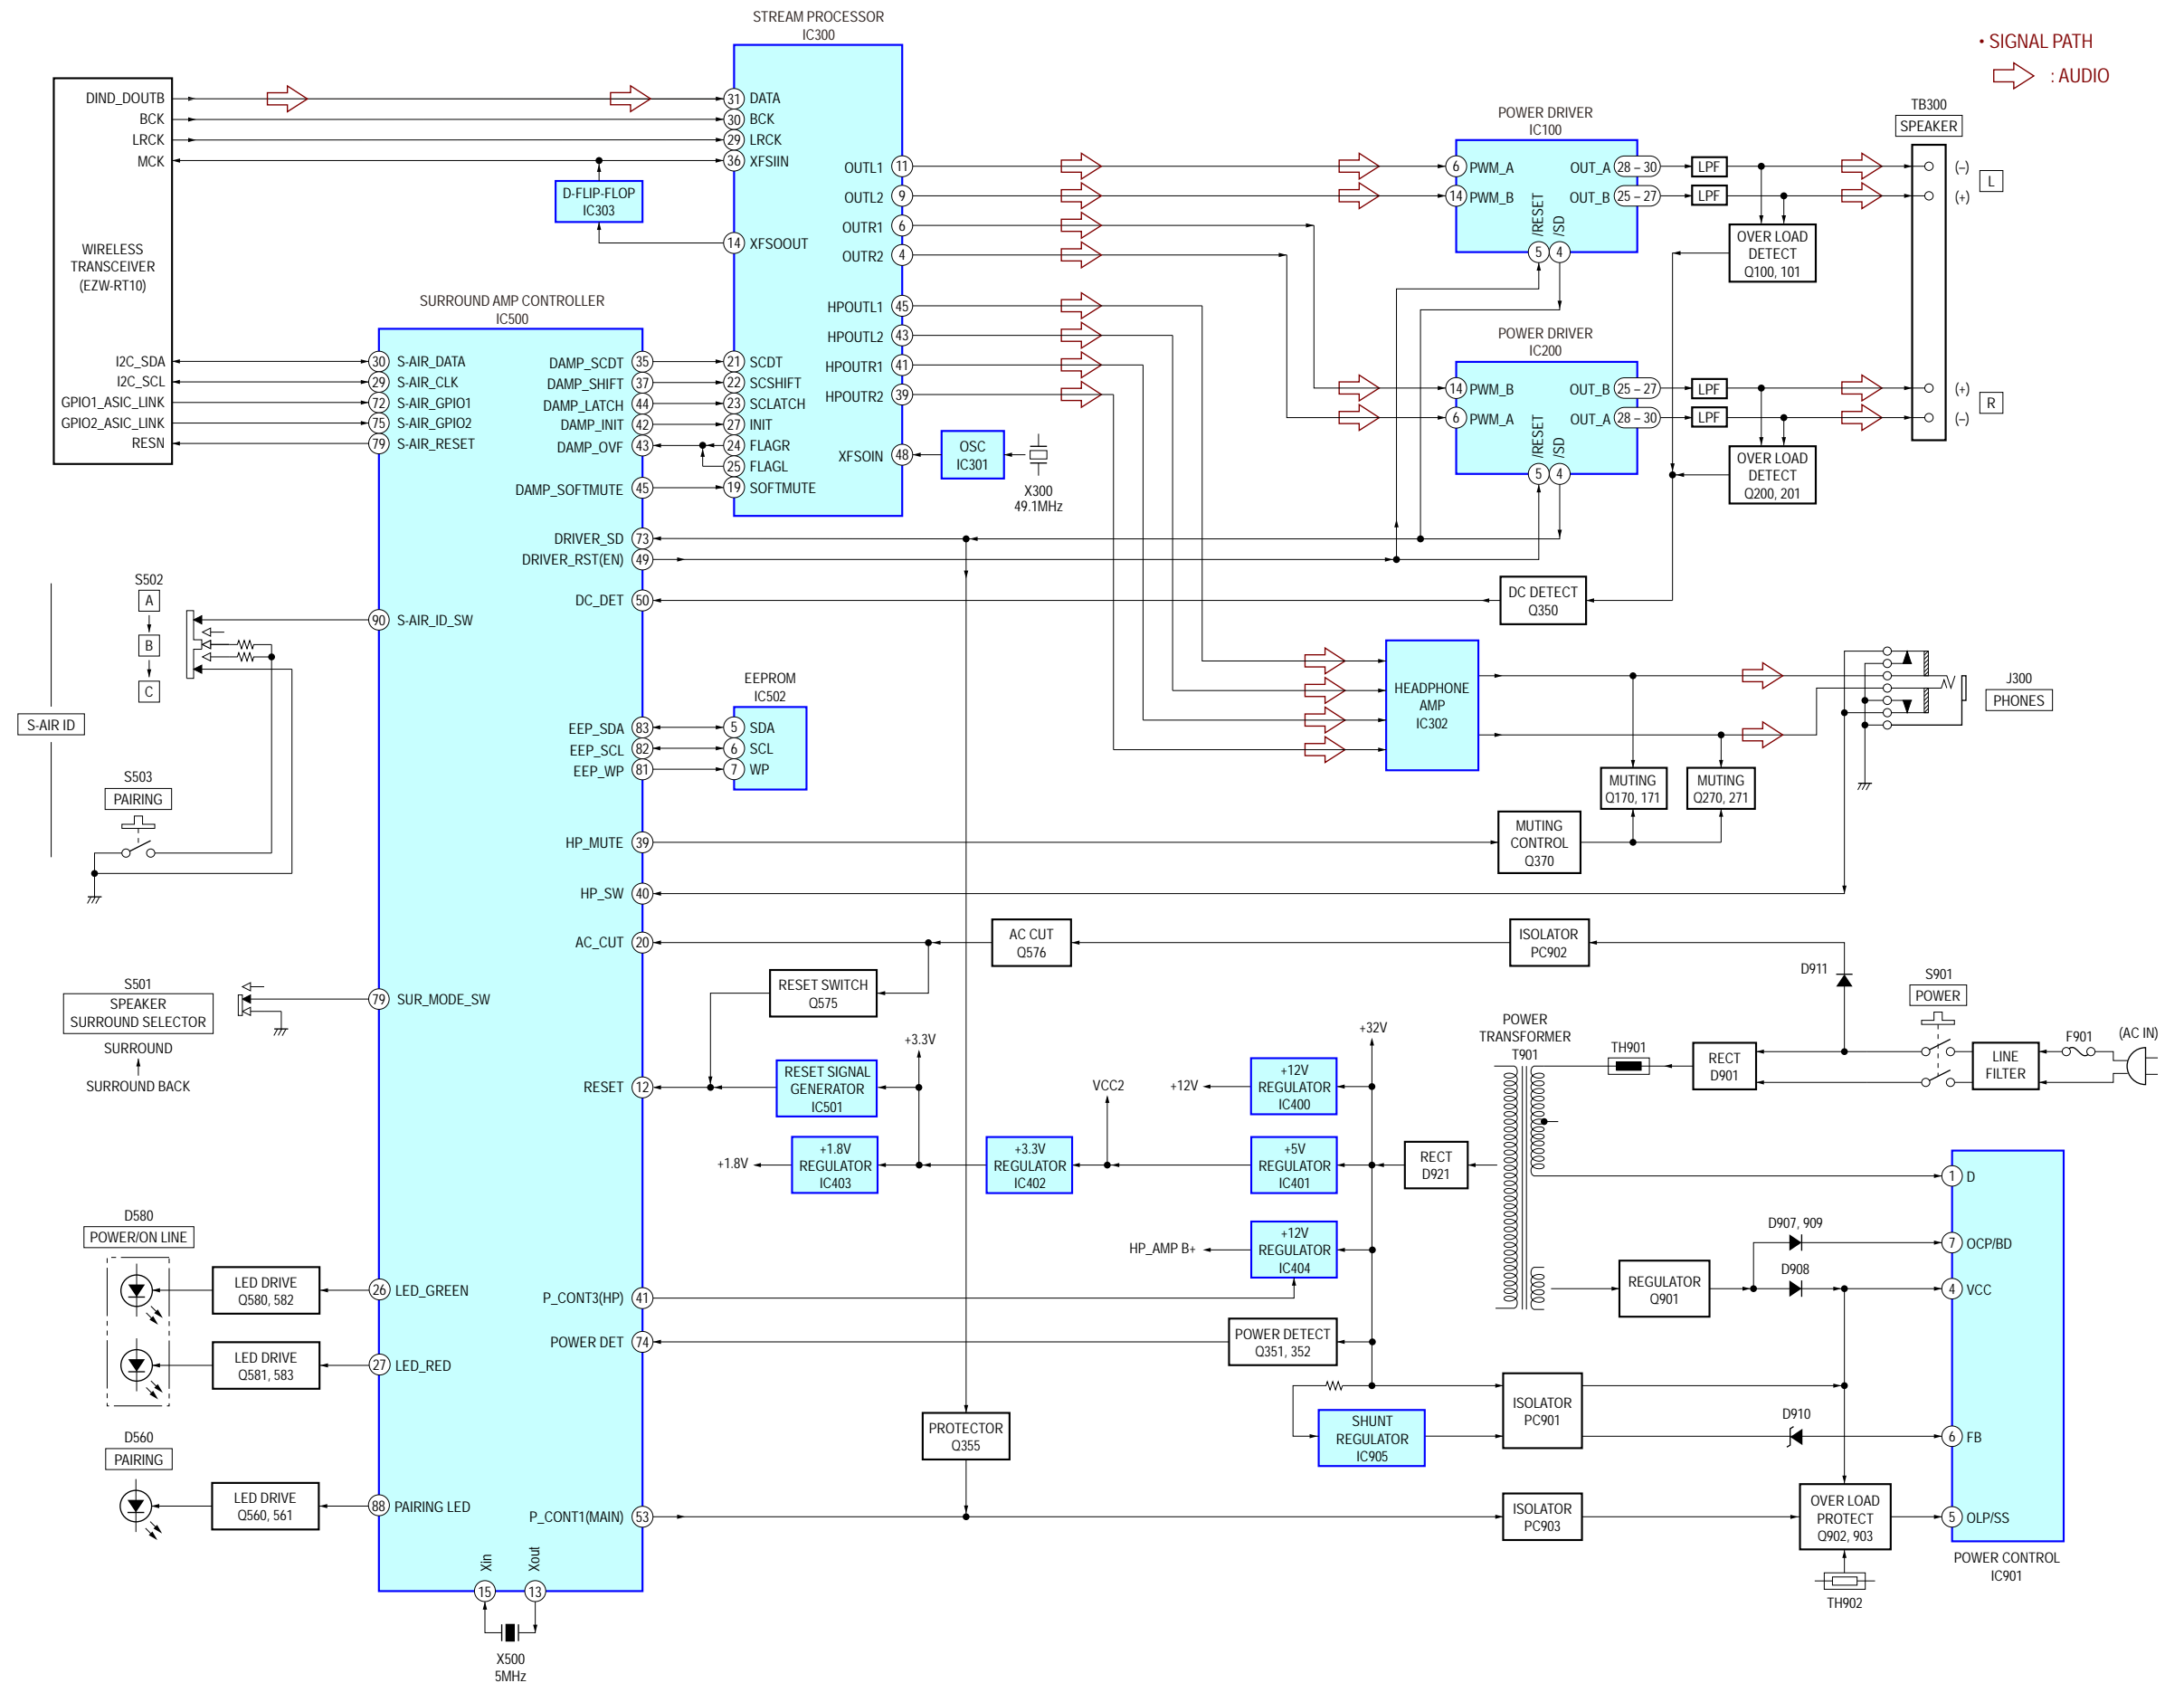 STREAM PROCESSOR
IC300
• SIGNAL PATH
: AUDIO
DIND_DOUTB
BCK
LRCK
MCK
WIRELESS
TRANSCEIVER
(EZW-RT10)
I2C_SDA
I2C_SCL
GPIO1_ASIC_LINK
GPIO2_ASIC_LINK
RESN
31 DATA
30 BCK
29 LRCK
36 XFSIIN
14 XFSOOUT
D-FLIP-FLOP
IC303
OUTL1 11
OUTL2 9
OUTR1 6
OUTR2 4
HPOUTL1 45
HPOUTL2 43
HPOUTR1 41
HPOUTR2 39
XFSOIN 48
21 SCDT
22 SCSHIFT
23 SCLATCH
27 INIT
24 FLAGR
25 FLAGL
19 SOFTMUTE
OSC
IC301
X300
49.1MHz
POWER DRIVER
IC100
6 PWM_A
14 PWM_B
OUT_A 28 – 30
OUT_B 25 – 27
/RESET
/SD
5
4
LPF
LPF
OVER LOAD
DETECT
Q100, 101
TB300
SPEAKER
(–)
L
(+)
POWER DRIVER
IC200
14 PWM_B
6 PWM_A
OUT_B 25 – 27
OUT_A 28 – 30
/RESET
/SD
5
4
LPF
LPF
OVER LOAD
DETECT
Q200, 201
(+)
R
(–)
SURROUND AMP CONTROLLER
IC500
30 S-AIR_DATA
29 S-AIR_CLK
72 S-AIR_GPIO1
75 S-AIR_GPIO2
79 S-AIR_RESET
DAMP_SCDT 35
DAMP_SHIFT 37
DAMP_LATCH 44
DAMP_INIT 42
DAMP_OVF 43
DAMP_SOFTMUTE 45
DRIVER_SD 73
DRIVER_RST(EN) 49
DC_DET 50
DC DETECT
Q350
S502
A
B
C
90 S-AIR_ID_SW
S-AIR ID
S503
PAIRING
EEPROM
IC502
EEP_SDA 83
EEP_SCL 82
EEP_WP 81
5 SDA
6 SCL
7 WP
HEADPHONE
AMP
IC302
J300
PHONES
MUTING
Q170, 171
MUTING
Q270, 271
HP_MUTE 39
MUTING
CONTROL
Q370
HP_SW 40
AC_CUT 20
AC CUT
Q576
ISOLATOR
PC902
RESET SWITCH
Q575
D911
S901
POWER
S501
SPEAKER
SURROUND SELECTOR
SURROUND
SURROUND BACK
79 SUR_MODE_SW
RESET 12
RESET SIGNAL
GENERATOR
IC501
+3.3V
VCC2
+12V
+12V
REGULATOR
IC400
+32V
POWER
TRANSFORMER
T901
TH901
RECT
D901
LINE
FILTER
F901
(AC IN)
+1.8V
+1.8V
REGULATOR
IC403
+3.3V
REGULATOR
IC402
+5V
REGULATOR
IC401
RECT
D921
HP_AMP B+
+12V
REGULATOR
IC404
P_CONT3(HP) 41
POWER DET 74
POWER DETECT
Q351, 352
REGULATOR
Q901
D907, 909
D908
1 D
7 OCP/BD
4 VCC
6 FB
5 OLP/SS
POWER CONTROL
IC901
D580
POWER/ON LINE
LED DRIVE
Q580, 582
26 LED_GREEN
LED DRIVE
Q581, 583
27 LED_RED
D560
PAIRING
LED DRIVE
Q560, 561
88 PAIRING LED
PROTECTOR
Q355
SHUNT
REGULATOR
IC905
ISOLATOR
PC901
D910
P_CONT1(MAIN) 53
ISOLATOR
PC903
OVER LOAD
PROTECT
Q902, 903
TH902
Xin
Xout
15
13
X500
5MHz